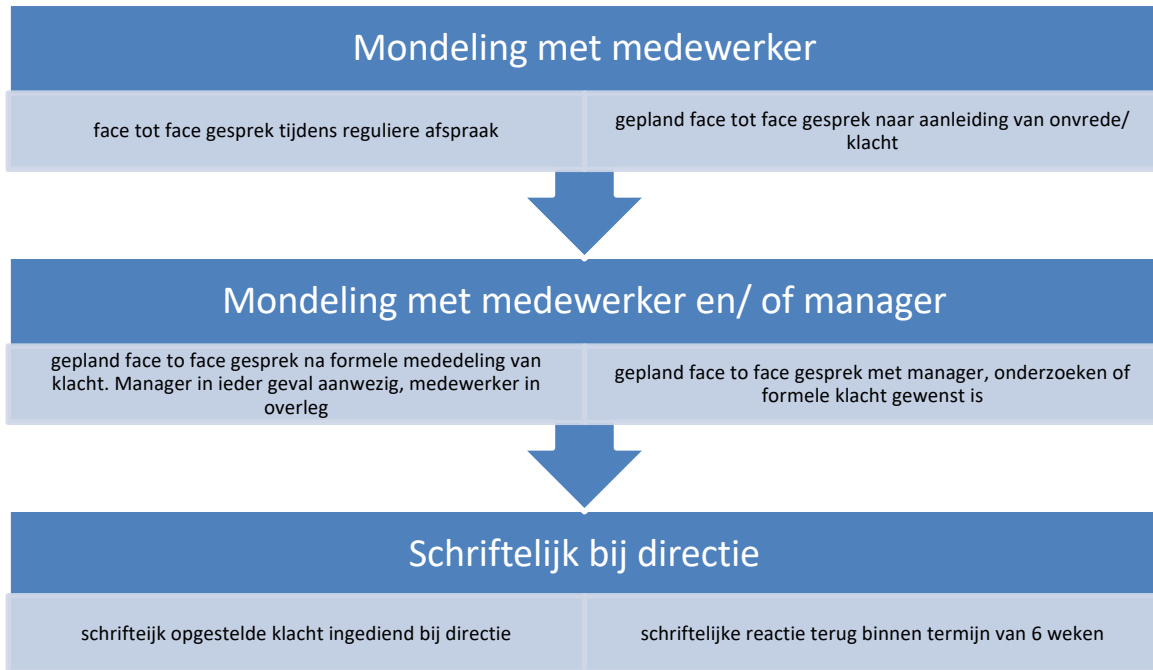 Mondeling met medewerker
face tot face gesprek tijdens reguliere afspraak
gepland face tot face gesprek naar aanleiding van onvrede/
klacht
Mondeling met medewerker en/ of manager
gepland face to face gesprek na formele mededeling van
klacht. Manager in ieder geval aanwezig, medewerker in
overleg
gepland face to face gesprek met manager, onderzoeken of
formele klacht gewenst is
Schriftelijk bij directie
schrifteijk opgestelde klacht ingediend bij directie
schriftelijke reactie terug binnen termijn van 6 weken